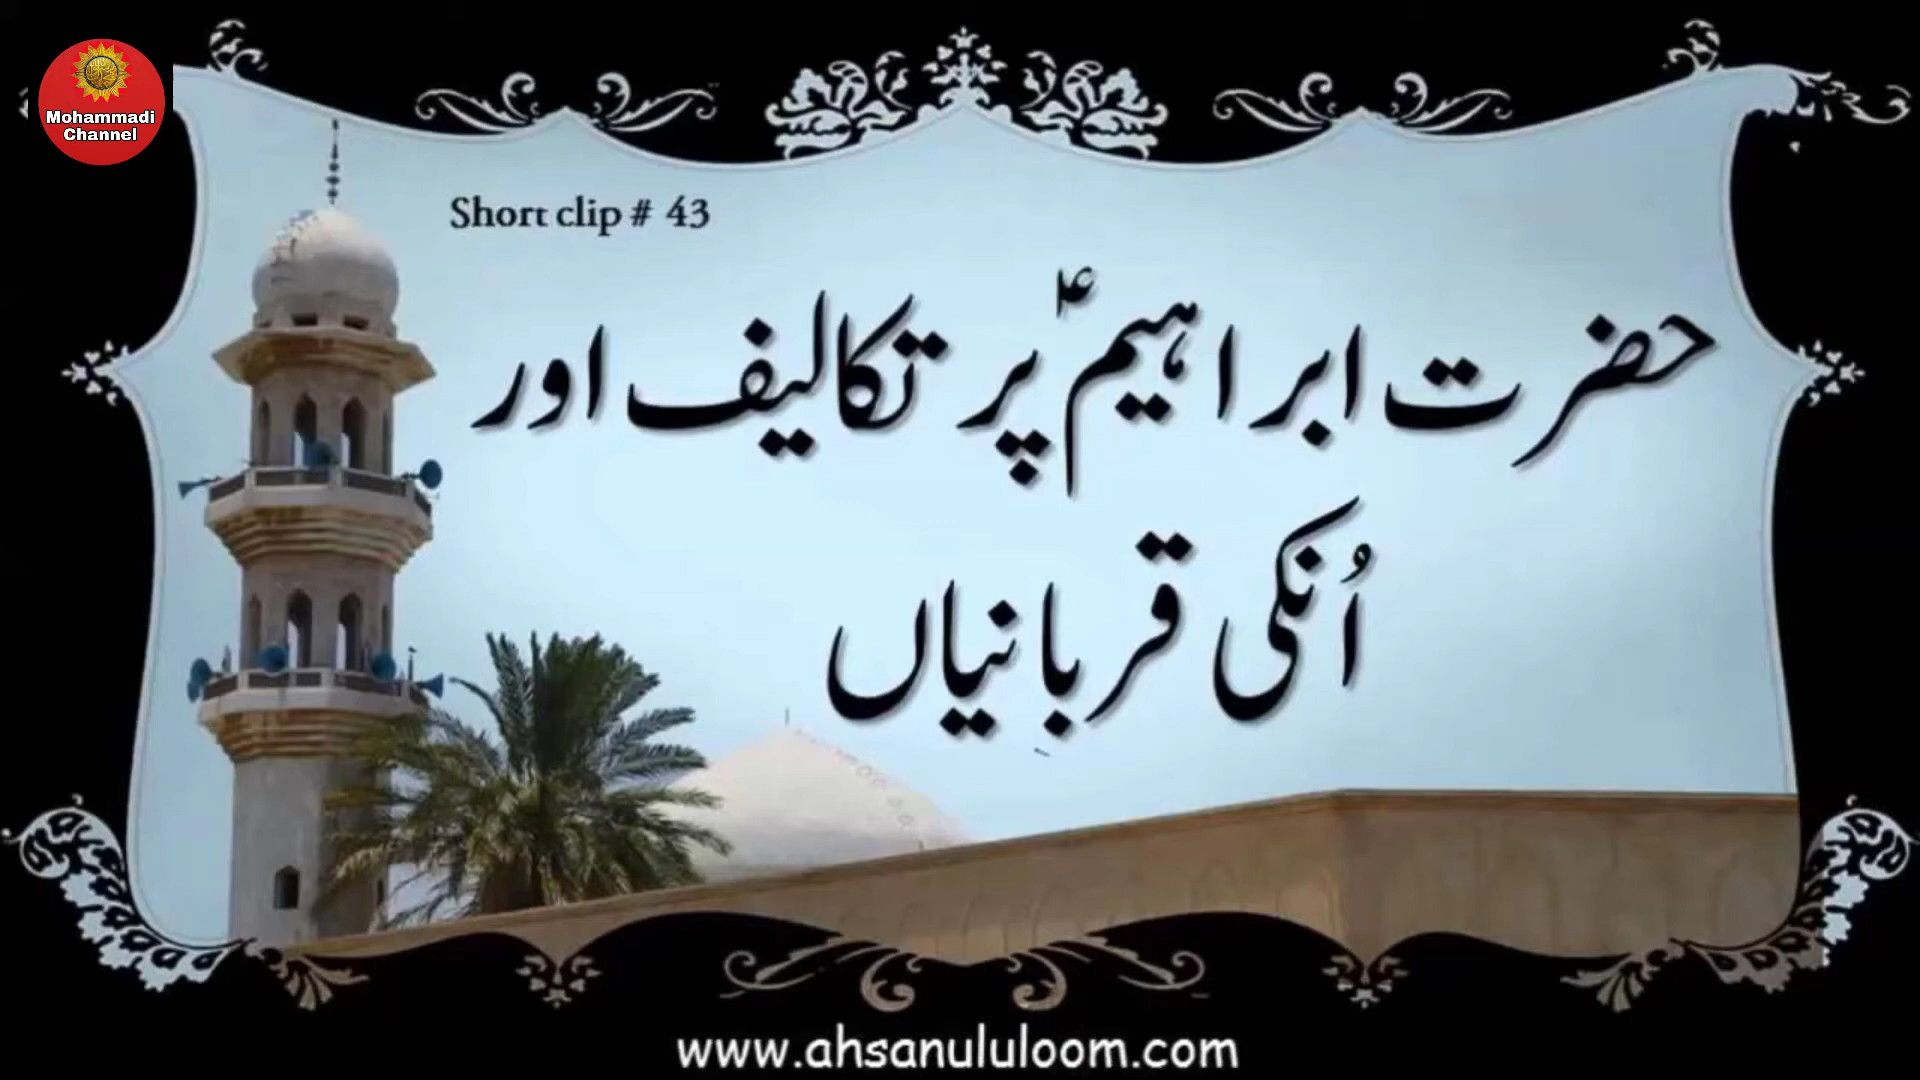 Mohammadi
Channel
Short clip # 43
حضرت ابراہیمؑ پر تکالیف اور
اُنکی قربانیاں
www.ahsanululoom.com